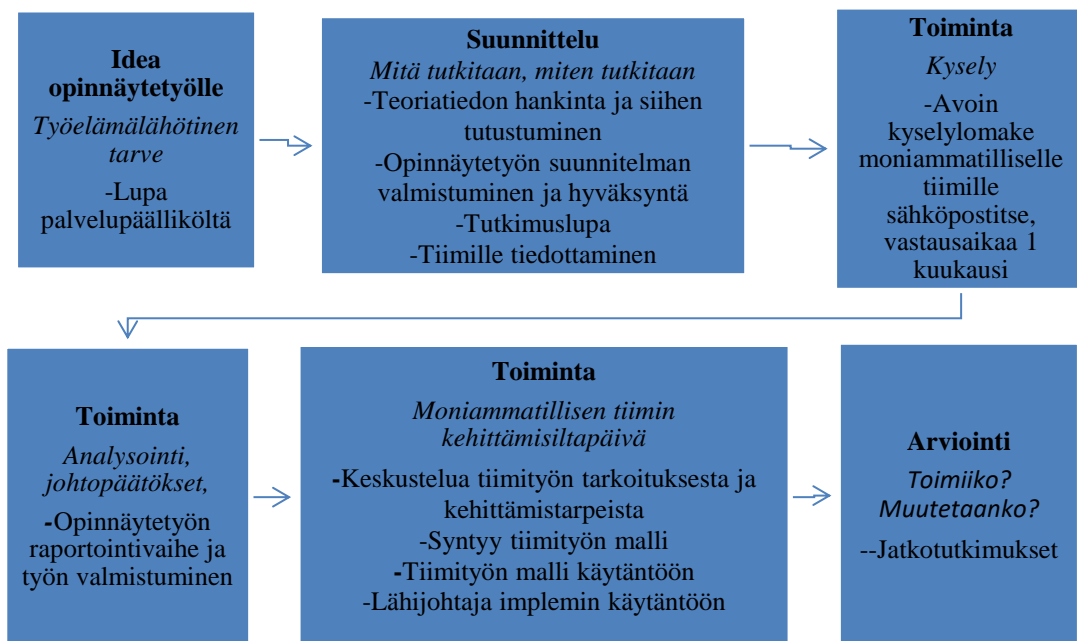 Idea
opinnäytetyölle
Työelämälähötinen
tarve
-Lupa
palvelupäälliköltä
Suunnittelu
Mitä tutkitaan, miten tutkitaan
-Teoriatiedon hankinta ja siihen
tutustuminen
-Opinnäytetyön suunnitelman
valmistuminen ja hyväksyntä
-Tutkimuslupa
-Tiimille tiedottaminen
Toiminta
Kysely
-Avoin
kyselylomake
moniammatilliselle
tiimille
sähköpostitse,
vastausaikaa 1
kuukausi
Toiminta
Analysointi,
johtopäätökset,
-Opinnäytetyön
raportointivaihe ja
työn valmistuminen
Toiminta
Moniammatillisen tiimin
kehittämisiltapäivä
-Keskustelua tiimityön tarkoituksesta ja
kehittämistarpeista
-Syntyy tiimityön malli
-Tiimityön malli käytäntöön
-Lähijohtaja implemin käytäntöön
Arviointi
Toimiiko?
Muutetaanko?
--Jatkotutkimukset